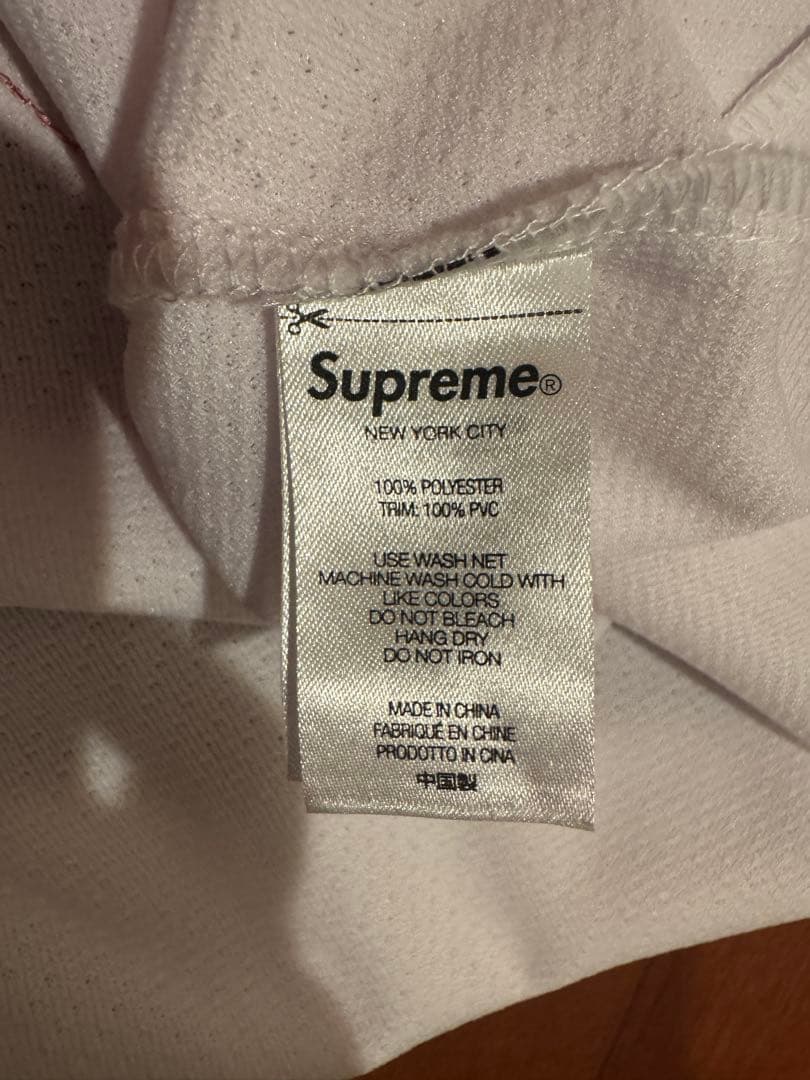 Supreme®
NEW YORK CITY
100% POLYESTER
TRIM: 100% PVC
USE WASH NET
MACHINE WASH COLD WITH
LIKE COLORS
DO NOT BLEACH
HANG DRY
DO NOT IRON
MADE IN CHINA
FABRIQUÉ EN CHINE
PRODOTTO IN CINA
中国製